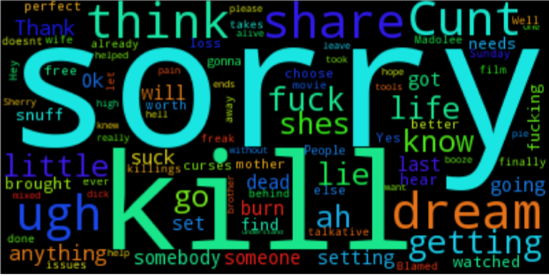 perfect please
Thank think share Cunt Well
doesnt wife takes alive loss leave took Madolee one
already helped gonna needs Sunday
Hey free Ok let pain choose movie got film
sorry
Sherry snuff high will worth hell ends away fuck life hope tools better fucking
knew really shes know pie
freak without People Yes booze finally
little suck killings curses mother lie last hear
kill
brought ever go dead behind else want going
mixed dick brother burn ah dream
ugh set find understand talkative
done help getting
anything somebody someone setting watched
issues Blamed